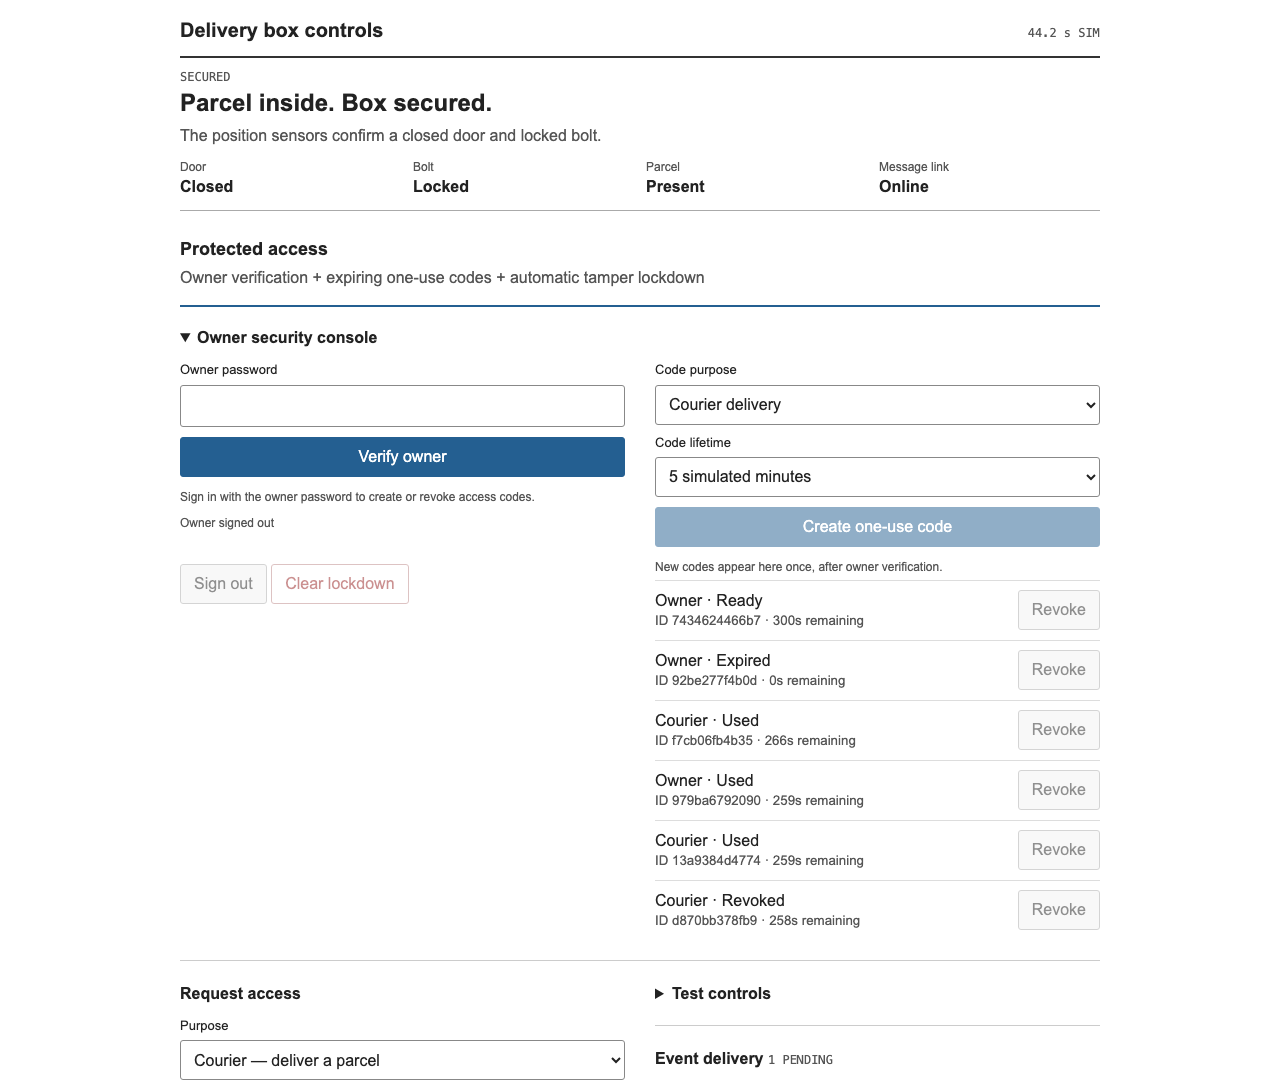 Delivery box controls
44.2 s SIM
SECURED
Parcel inside. Box secured.
The position sensors confirm a closed door and locked bolt.
Door
Closed
Bolt
Locked
Parcel
Present
Message link
Online
Protected access
Owner verification + expiring one-use codes + automatic tamper lockdown
Owner security console
Owner password
Verify owner
Sign in with the owner password to create or revoke access codes.
Owner signed out
Sign out
Clear lockdown
Code purpose
Courier delivery
Code lifetime
5 simulated minutes
Create one-use code
New codes appear here once, after owner verification.
Owner · Ready
ID 7434624466b7 · 300s remaining
Revoke
Owner · Expired
ID 92be277f4b0d · 0s remaining
Revoke
Courier · Used
ID f7cb06fb4b35 · 266s remaining
Revoke
Owner · Used
ID 979ba6792090 · 259s remaining
Revoke
Courier · Used
ID 13a9384d4774 · 259s remaining
Revoke
Courier · Revoked
ID d870bb378fb9 · 258s remaining
Revoke
Request access
Purpose
Courier — deliver a parcel
Test controls
Event delivery 1 PENDING